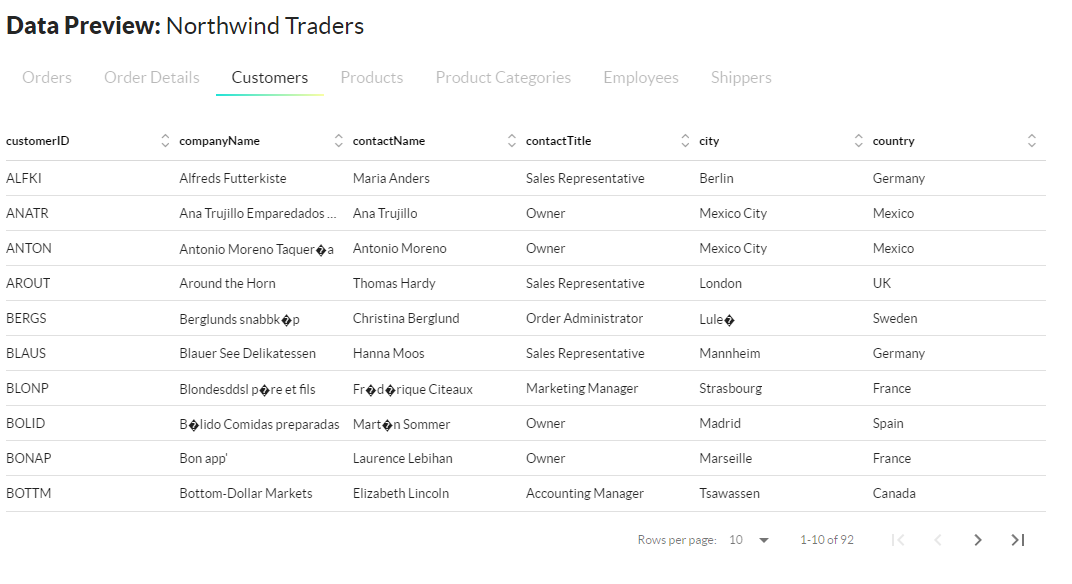 Data Preview: Northwind Traders
Orders Order Details Customers Products Product Categories Employees Shippers
customerID companyName contactName contactTitle city country
ALFKI Alfreds Futterkiste Maria Anders Sales Representative Berlin Germany
ANATR Ana Trujillo Emparedados ... Ana Trujillo Owner Mexico City Mexico
ANTON Antonio Moreno Taquer�a Antonio Moreno Owner Mexico City Mexico
AROUT Around the Horn Thomas Hardy Sales Representative London UK
BERGS Berglunds snabbk�p Christina Berglund Order Administrator Lule� Sweden
BLAUS Blauer See Delikatessen Hanna Moos Sales Representative Mannheim Germany
BLONP Blondesddsl p�re et fils Fr�d�rique Citeaux Marketing Manager Strasbourg France
BOLID B�lido Comidas preparadas Mart�n Sommer Owner Madrid Spain
BONAP Bon app' Laurence Lebihan Owner Marseille France
BOTTM Bottom-Dollar Markets Elizabeth Lincoln Accounting Manager Tsawassen Canada
Rows per page: 10 1-10 of 92